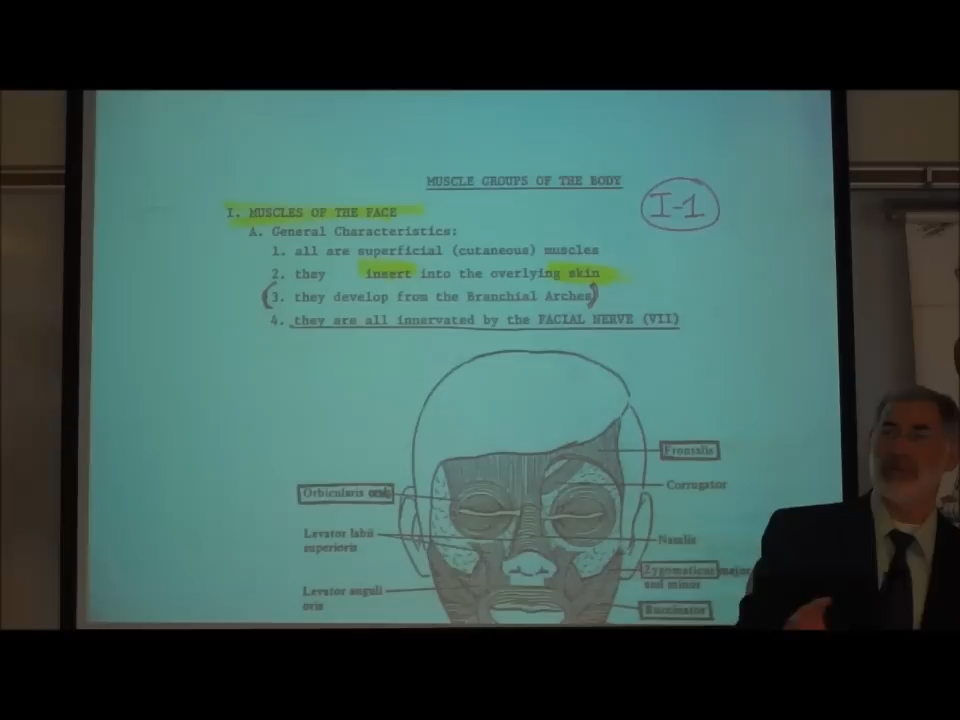 MUSCLE GROUPS OF THE BODY
I-1
I. MUSCLES OF THE FACE
A. General Characteristics:
1. all are superficial (cutaneous) muscles
2. they insert into the overlying skin
(3. they develop from the Branchial Arches)
4. they are all innervated by the FACIAL NERVE (VII)
Frontalis
Corrugator
Orbicularis
Levator labii
superioris
Nasalis
Zygomaticus major
and minor
Levator anguli
oris
Buccinator